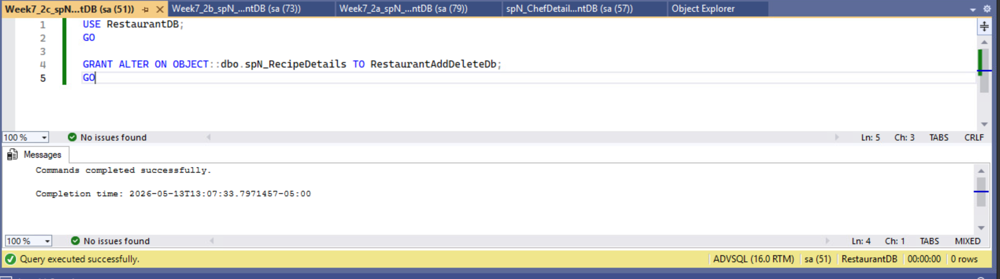 Week7_2c_spN...tDB (sa (51)) Week7_2b_spN_...ntDB (sa (73)) Week7_2a_spN_...ntDB (sa (79)) spN_ChefDetail...ntDB (sa (57)) Object Explorer
1 USE RestaurantDB;
2 GO
3
4 GRANT ALTER ON OBJECT::dbo.spN_RecipeDetails TO RestaurantAddDeleteDb;
5 GO
100 % No issues found Ln: 5 Ch: 3 TABS CRLF
Messages
Commands completed successfully.
Completion time: 2026-05-13T13:07:33.7971457-05:00
100 % No issues found Ln: 4 Ch: 1 TABS MIXED
Query executed successfully. ADVSQL (16.0 RTM) sa (51) RestaurantDB 00:00:00 0 rows